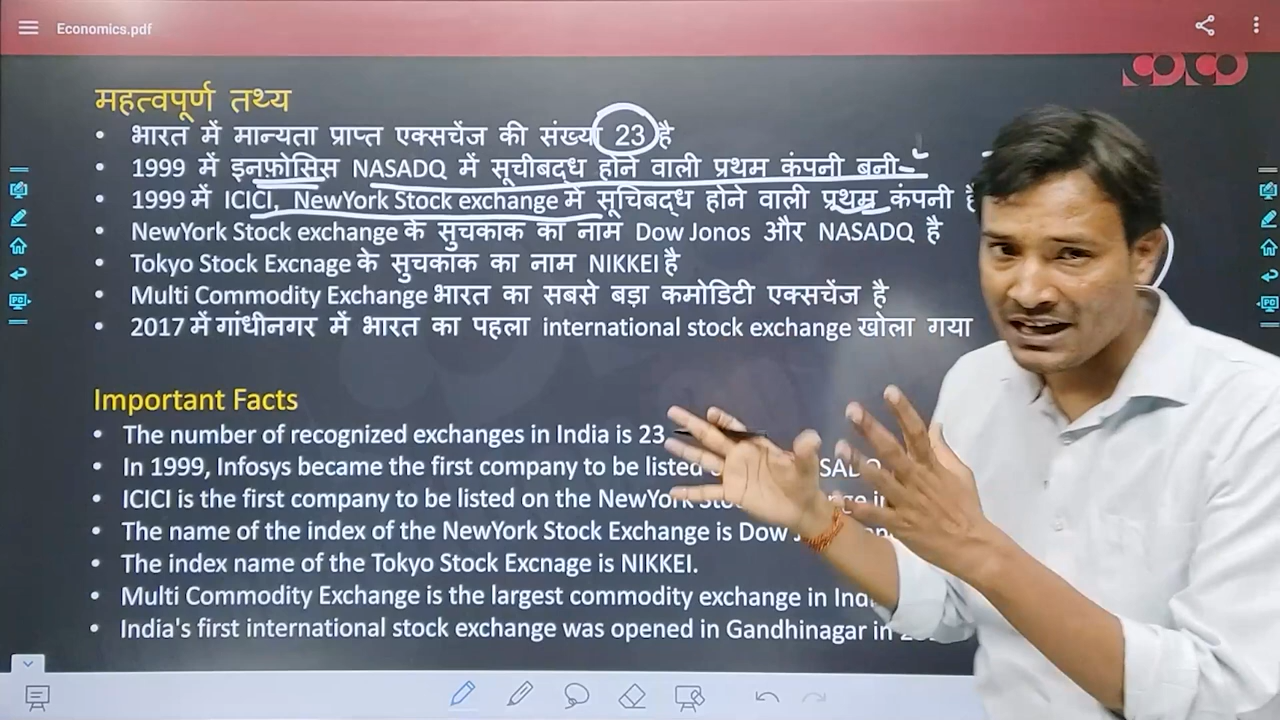 Economics.pdf
महत्वपूर्ण तथ्य
• भारत में मान्यता प्राप्त एक्सचेंज की संख्या 23 है
• 1999 में इनफ़ोसिस NASADQ में सूचीबद्ध होने वाली प्रथम कंपनी बनी
• 1999 में ICICI, NewYork Stock exchange में सूचिबद्ध होने वाली प्रथम कंपनी
• NewYork Stock exchange के सुचकाक का नाम Dow Jonos और NASADQ है
• Tokyo Stock Excnage के सुचकांक का नाम NIKKEI है
• Multi Commodity Exchange भारत का सबसे बड़ा कमोडिटी एक्सचेंज है
• 2017 में गांधीनगर में भारत का पहला international stock exchange खोला गया
Important Facts
• The number of recognized exchanges in India is 23
• In 1999, Infosys became the first company to be listed
• ICICI is the first company to be listed on the NewYork
• The name of the index of the NewYork Stock Exchange is Dow
• The index name of the Tokyo Stock Excnage is NIKKEI.
• Multi Commodity Exchange is the largest commodity exchange in
• India's first international stock exchange was opened in Gandhinagar in